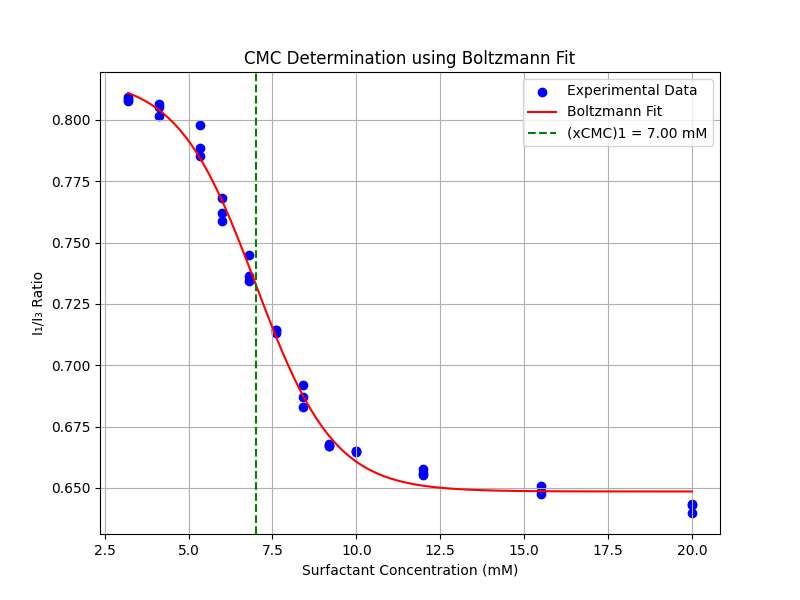 CMC Determination using Boltzmann Fit
Experimental Data
Boltzmann Fit
(xCMC)1 = 7.00 mM
I₁/I₃ Ratio
0.800
0.775
0.750
0.725
0.700
0.675
0.650
2.5 5.0 7.5 10.0 12.5 15.0 17.5 20.0
Surfactant Concentration (mM)